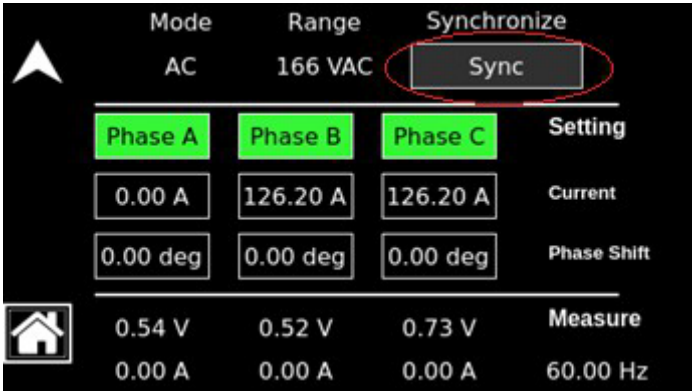 Mode Range Synchronize
AC 166 VAC Sync
Phase A Phase B Phase C Setting
0.00 A 126.20 A 126.20 A Current
0.00 deg 0.00 deg 0.00 deg Phase Shift
0.54 V 0.52 V 0.73 V Measure
0.00 A 0.00 A 0.00 A 60.00 Hz